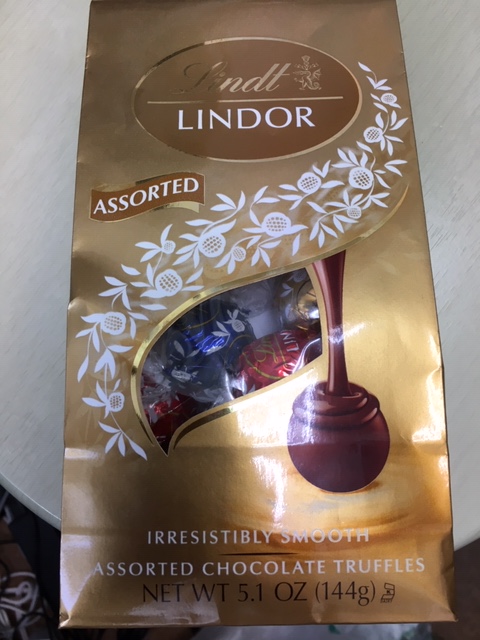 Lindt
LINDOR
ASSORTED
IRRESISTIBLY SMOOTH
ASSORTED CHOCOLATE TRUFFLES
NET WT 5.1 OZ (144g)